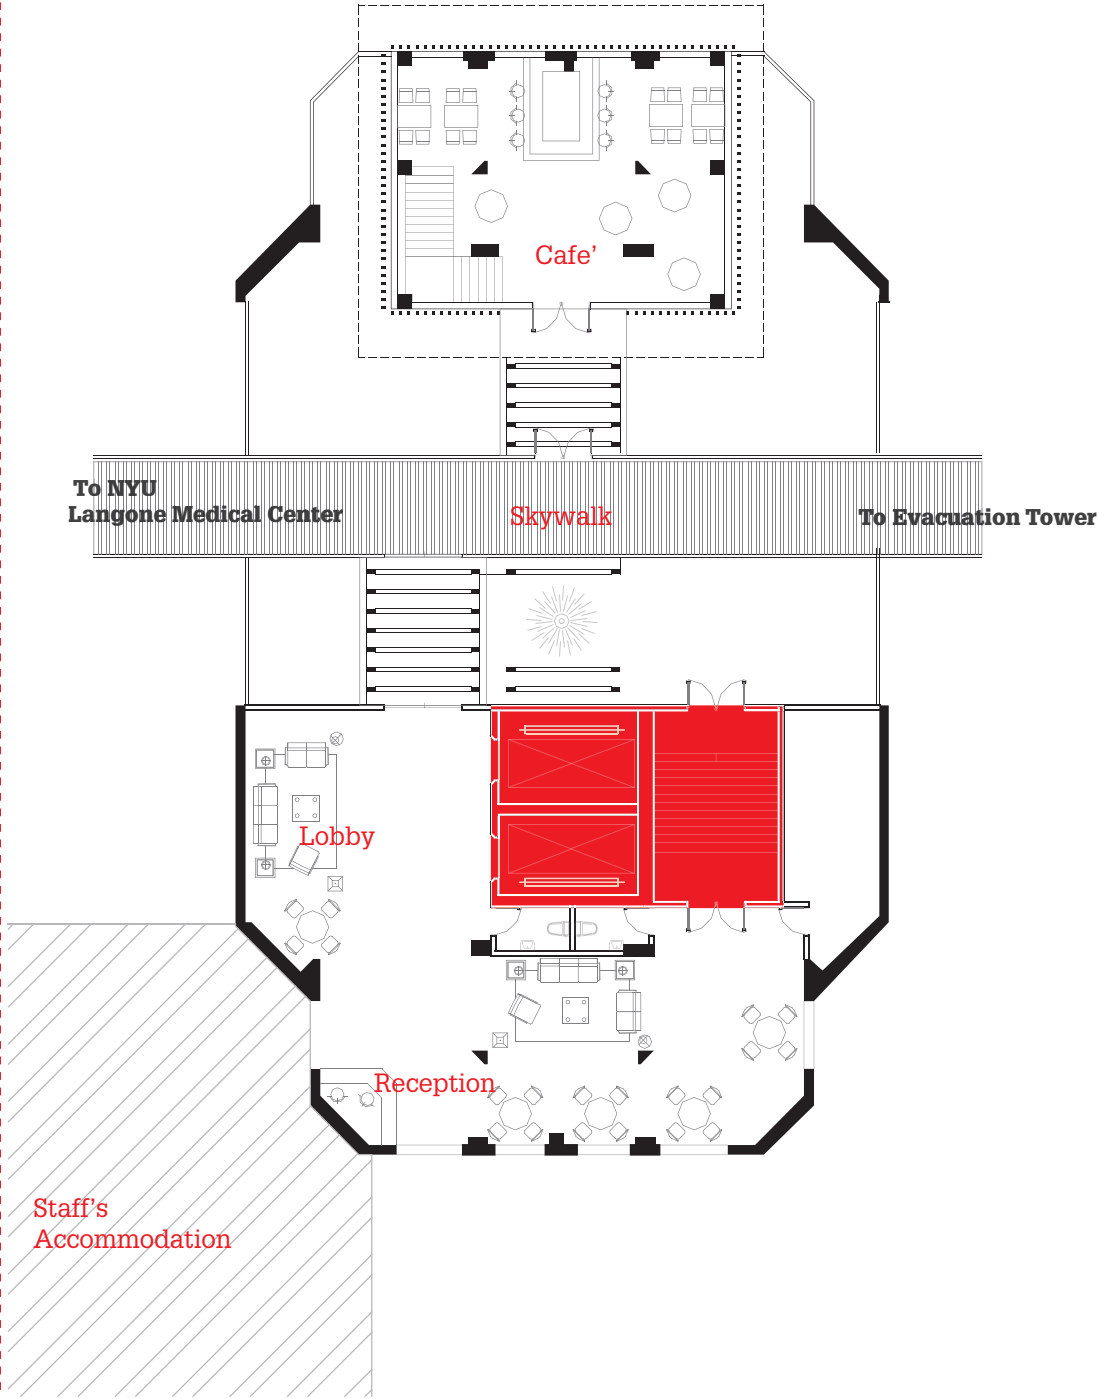 Cafe’
To NYU
Langone Medical Center
Skywalk
To Evacuation Tower
Lobby
Reception
Staff’s
Accommodation